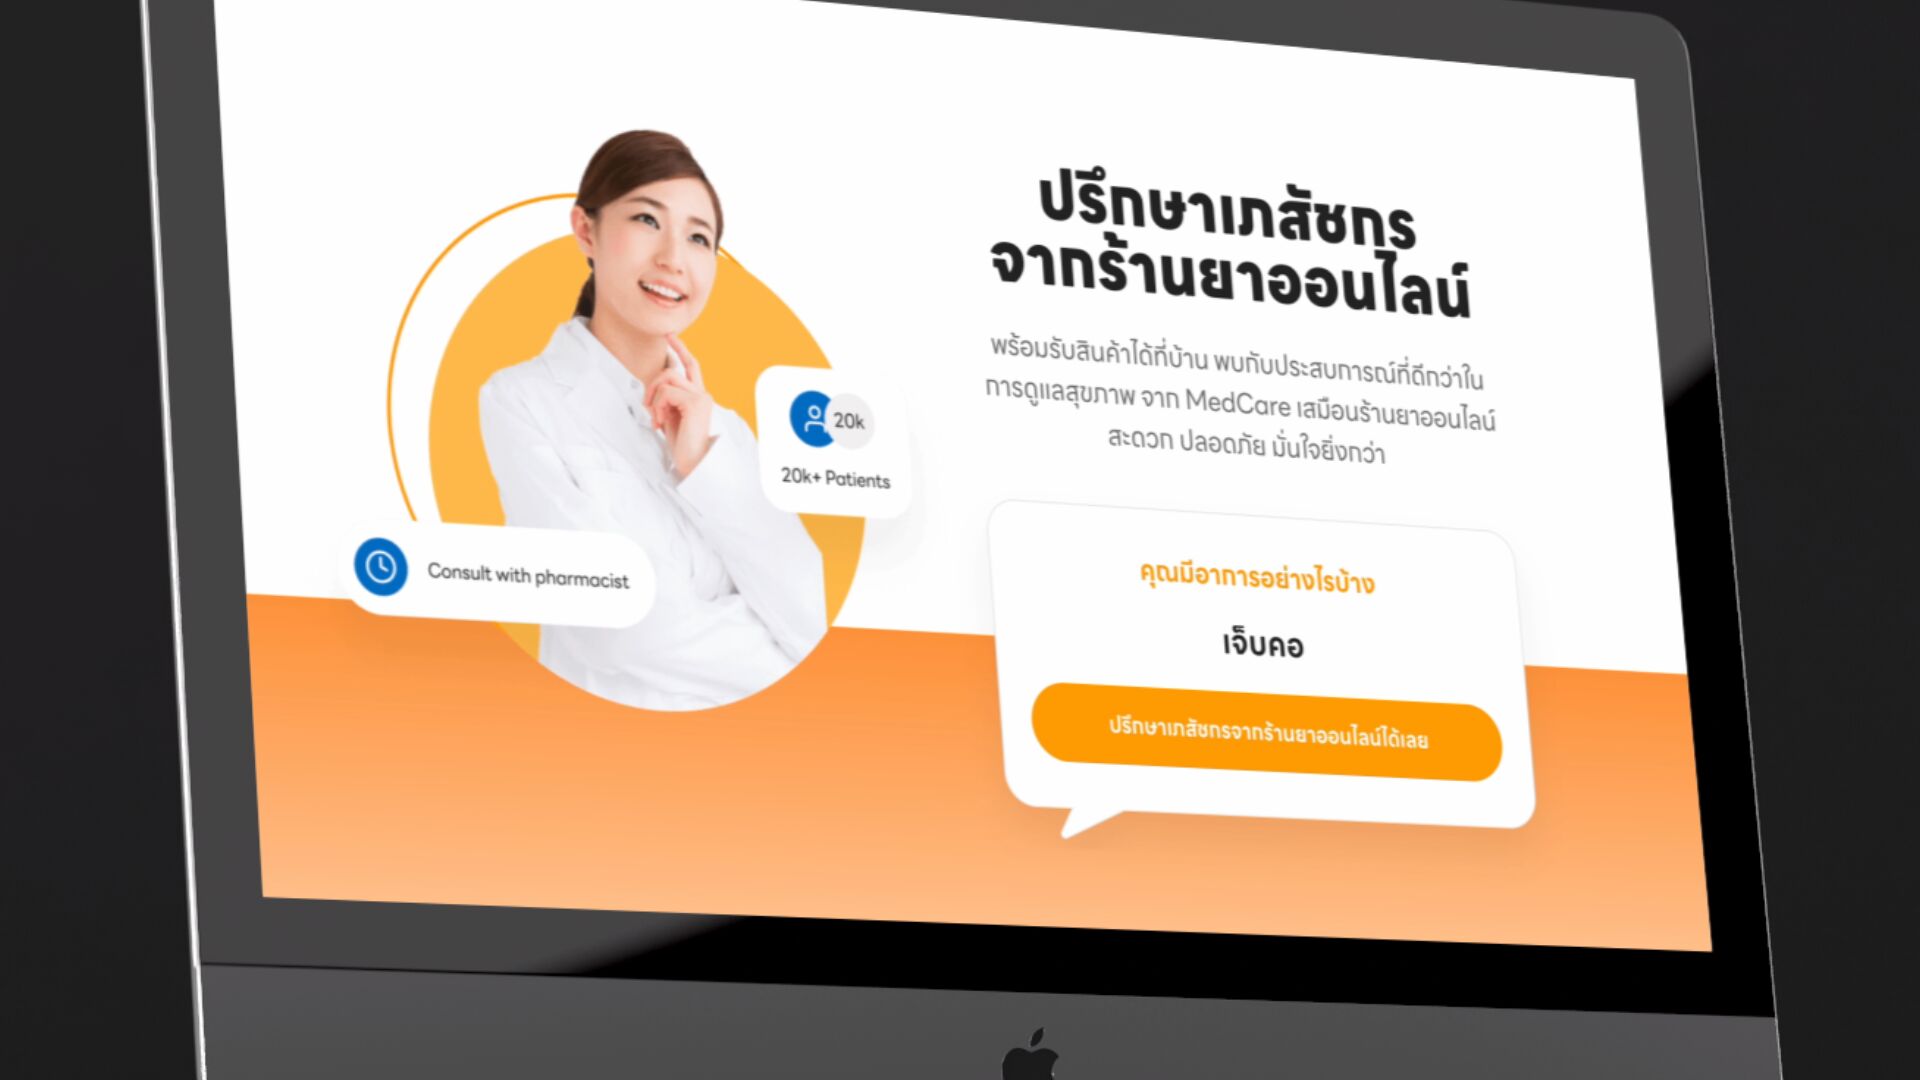 ปรึกษาเภสัชกร
จากร้านยาออนไลน์
พร้อมรับสินค้าได้ที่บ้าน พบกับประสบการณ์ที่ดีกว่าใน
การดูแลสุขภาพ จาก MedCare เสมือนร้านยาออนไลน์
สะดวก ปลอดภัย มั่นใจยิ่งกว่า
20k
20k+ Patients
Consult with pharmacist
คุณมีอาการอย่างไรบ้าง
เจ็บคอ
ปรึกษาเภสัชกรจากร้านยาออนไลน์ได้เลย